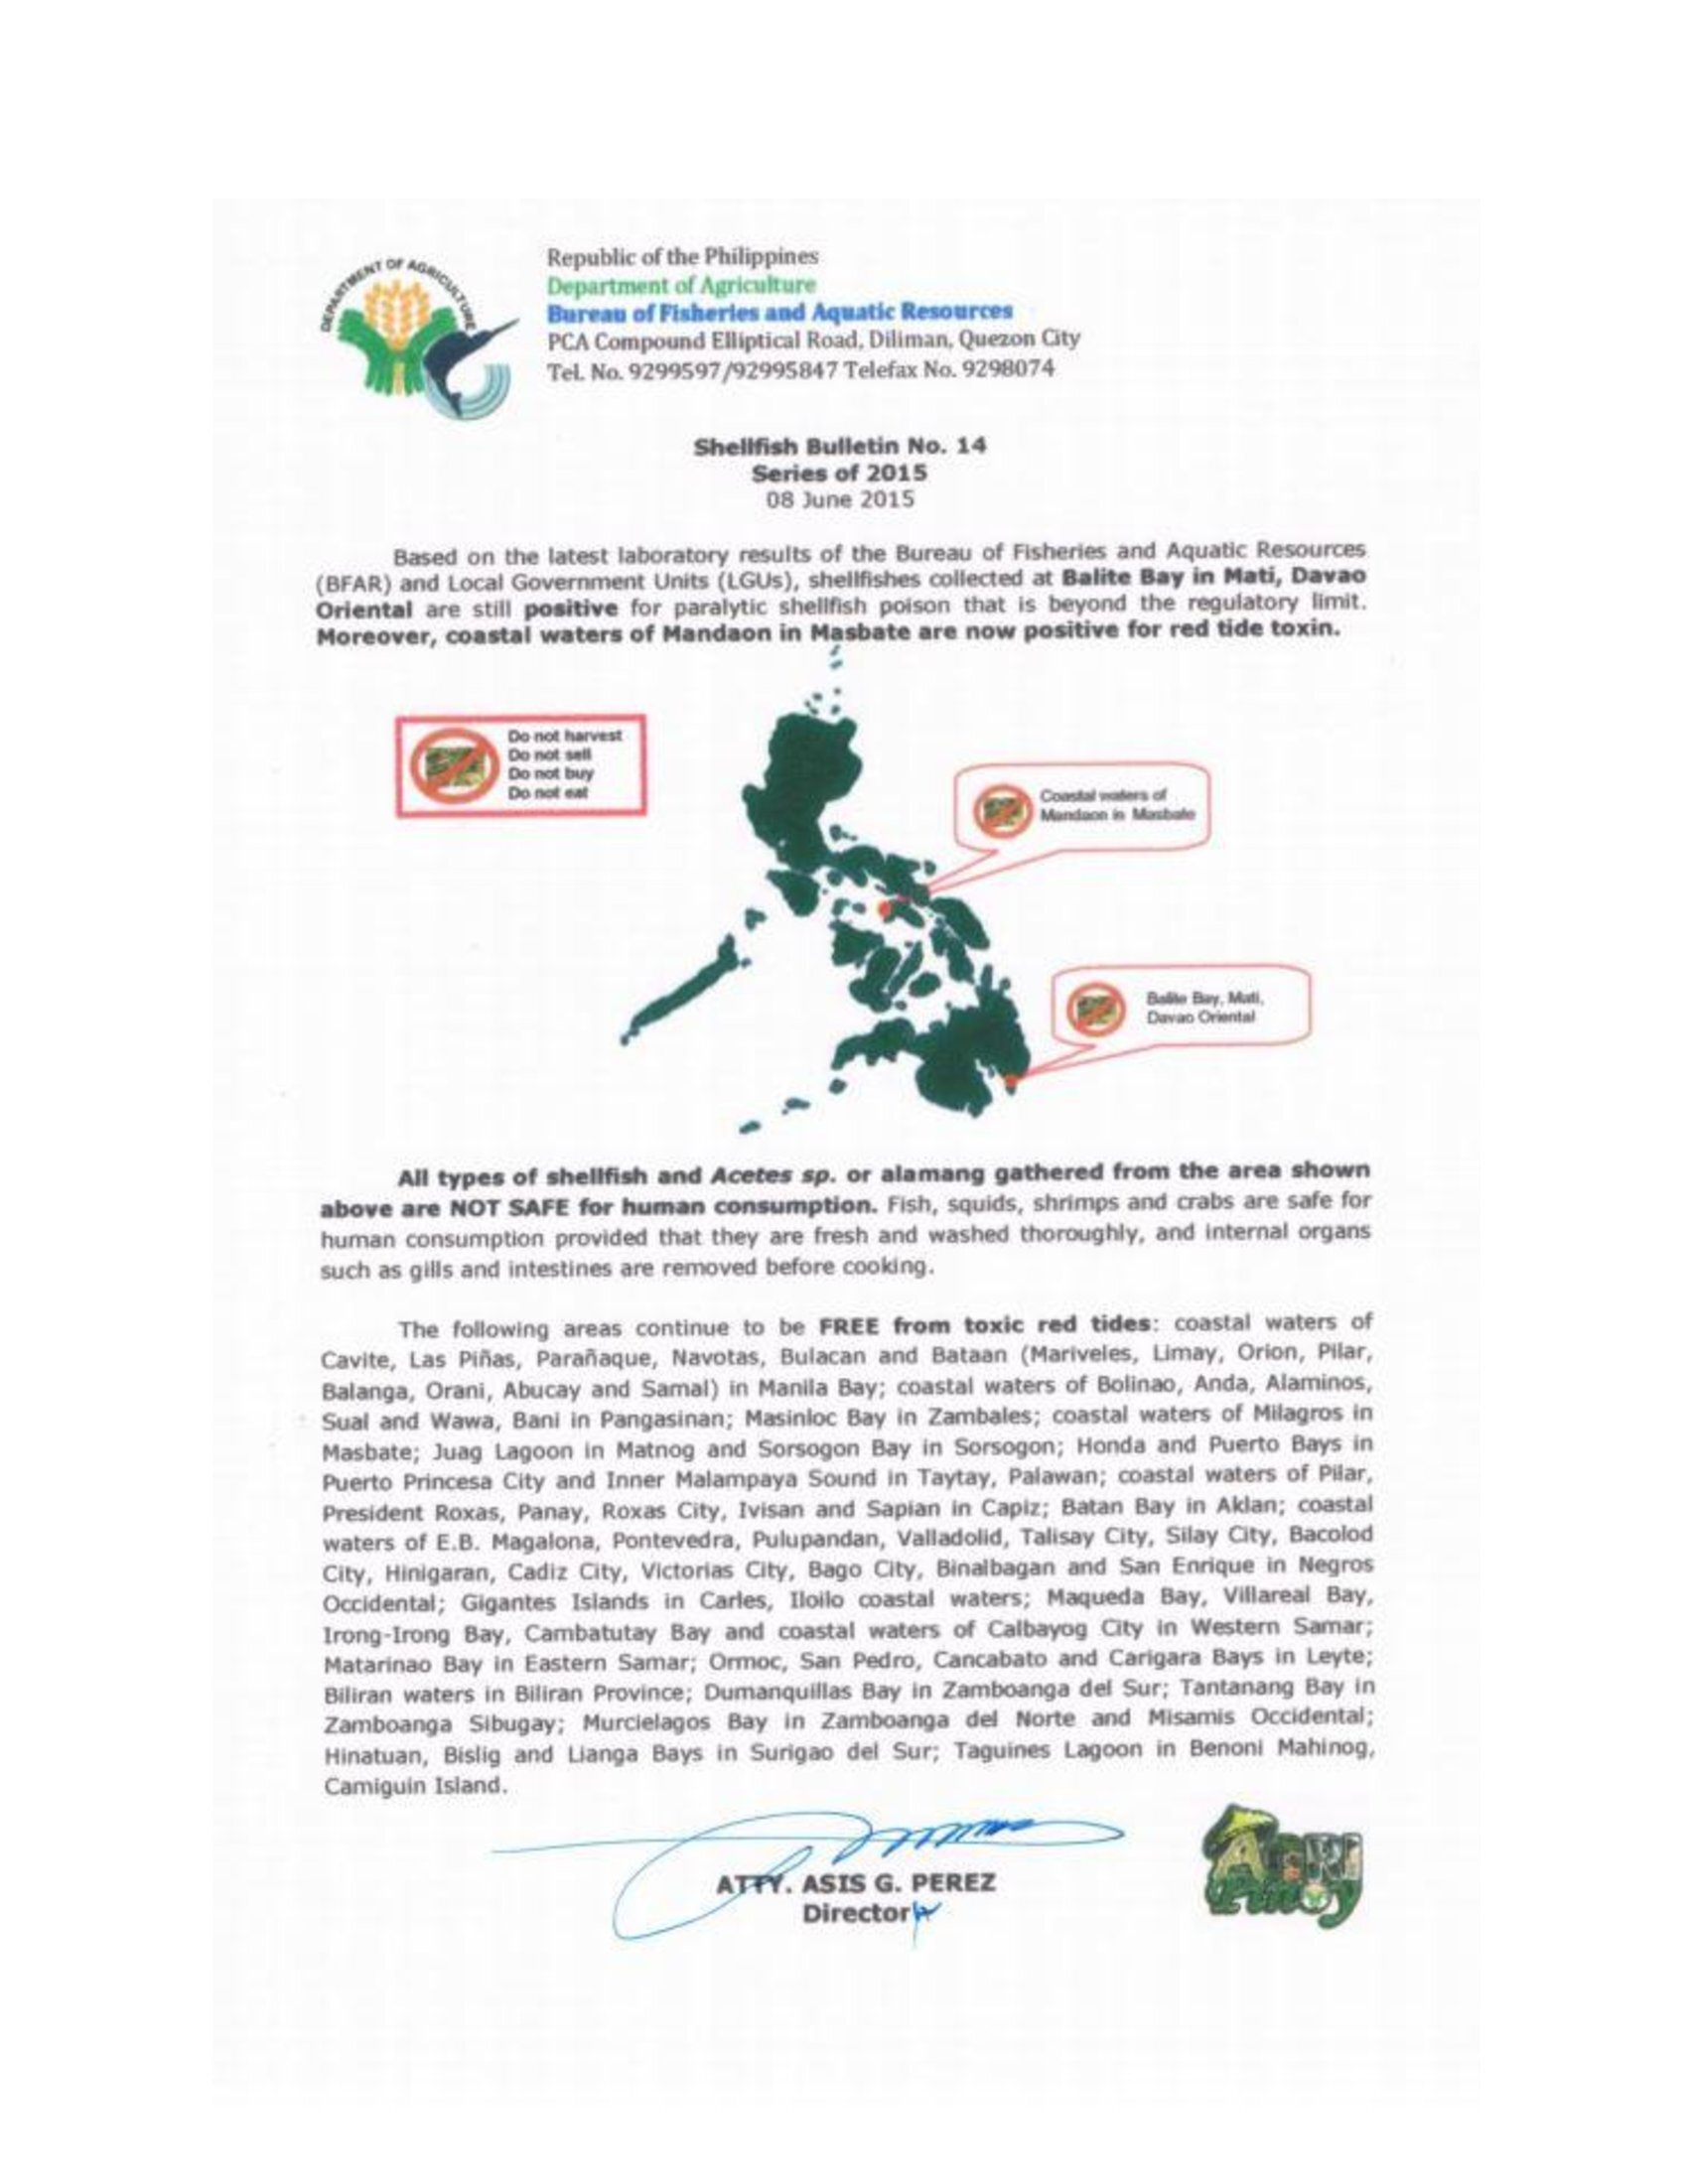 DEPARTMENT OF AGRICULTURE
Republic of the Philippines
Department of Agriculture
Bureau of Fisheries and Aquatic Resources
PCA Compound Elliptical Road, Diliman, Quezon City
Tel. No. 9299597/92995847 Telefax No. 9298074
Shellfish Bulletin No. 14
Series of 2015
08 June 2015
Based on the latest laboratory results of the Bureau of Fisheries and Aquatic Resources
(BFAR) and Local Government Units (LGUs), shellfishes collected at Balite Bay in Mati, Davao
Oriental are still positive for paralytic shellfish poison that is beyond the regulatory limit.
Moreover, coastal waters of Mandaon in Masbate are now positive for red tide toxin.
Do not harvest
Do not sell
Do not buy
Do not eat
Coastal waters of
Mandaon in Masbate
Balite Bay, Mati,
Davao Oriental
All types of shellfish and Acetes sp. or alamang gathered from the area shown
above are NOT SAFE for human consumption. Fish, squids, shrimps and crabs are safe for
human consumption provided that they are fresh and washed thoroughly, and internal organs
such as gills and intestines are removed before cooking.
The following areas continue to be FREE from toxic red tides: coastal waters of
Cavite, Las Piñas, Parañaque, Navotas, Bulacan and Bataan (Mariveles, Limay, Orion, Pilar,
Balanga, Orani, Abucay and Samal) in Manila Bay; coastal waters of Bolinao, Anda, Alaminos,
Sual and Wawa, Bani in Pangasinan; Masinloc Bay in Zambales; coastal waters of Milagros in
Masbate; Juag Lagoon in Matnog and Sorsogon Bay in Sorsogon; Honda and Puerto Bays in
Puerto Princesa City and Inner Malampaya Sound in Taytay, Palawan; coastal waters of Pilar,
President Roxas, Panay, Roxas City, Ivisan and Sapian in Capiz; Batan Bay in Aklan; coastal
waters of E.B. Magalona, Pontevedra, Pulupandan, Valladolid, Talisay City, Silay City, Bacolod
City, Hinigaran, Cadiz City, Victorias City, Bago City, Binalbagan and San Enrique in Negros
Occidental; Gigantes Islands in Carles, Iloilo coastal waters; Maqueda Bay, Villareal Bay,
Irong-Irong Bay, Cambatutay Bay and coastal waters of Calbayog City in Western Samar;
Matarinao Bay in Eastern Samar; Ormoc, San Pedro, Cancabato and Carigara Bays in Leyte;
Biliran waters in Biliran Province; Dumanquillas Bay in Zamboanga del Sur; Tantanang Bay in
Zamboanga Sibugay; Murcielagos Bay in Zamboanga del Norte and Misamis Occidental;
Hinatuan, Bislig and Lianga Bays in Surigao del Sur; Taguines Lagoon in Benoni Mahinog,
Camiguin Island.
ATTY. ASIS G. PEREZ
Director
AGRI
Pinoy